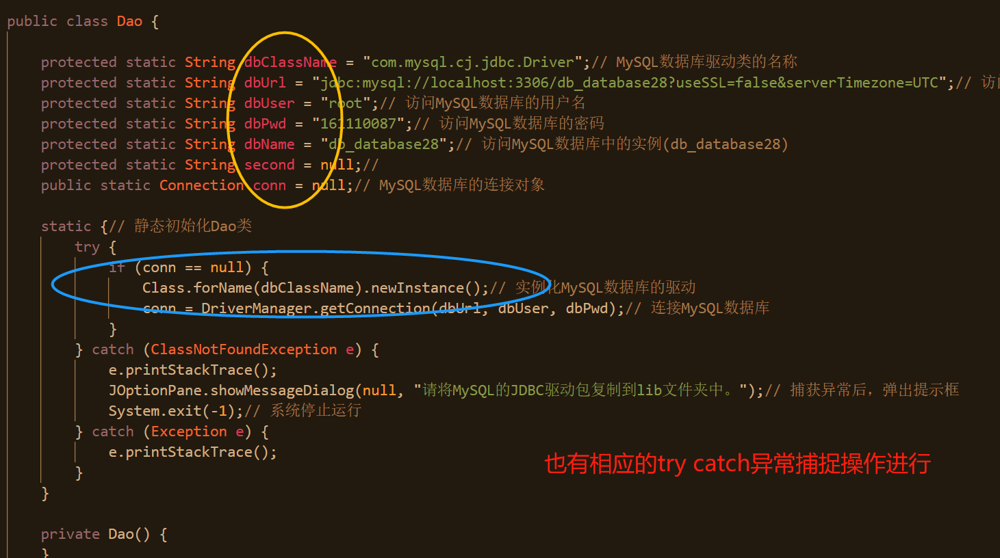 public class Dao {
protected static String dbClassName = "com.mysql.cj.jdbc.Driver";// MySQL数据库驱动类的名称
protected static String dbUrl = "jdbc:mysql://localhost:3306/db_database28?useSSL=false&serverTimezone=UTC";// 访问
protected static String dbUser = "root";// 访问MySQL数据库的用户名
protected static String dbPwd = "161110087";// 访问MySQL数据库的密码
protected static String dbName = "db_database28";// 访问MySQL数据库中的实例(db_database28)
protected static String second = null;//
public static Connection conn = null;// MySQL数据库的连接对象
static {// 静态初始化Dao类
try {
if (conn == null) {
Class.forName(dbClassName).newInstance();// 实例化MySQL数据库的驱动
conn = DriverManager.getConnection(dbUrl, dbUser, dbPwd);// 连接MySQL数据库
}
} catch (ClassNotFoundException e) {
e.printStackTrace();
JOptionPane.showMessageDialog(null, "请将MySQL的JDBC驱动包复制到lib文件夹中。");// 捕获异常后，弹出提示框
System.exit(-1);// 系统停止运行
} catch (Exception e) {
e.printStackTrace();
也有相应的try catch异常捕捉操作进行
}
}
private Dao() {
}